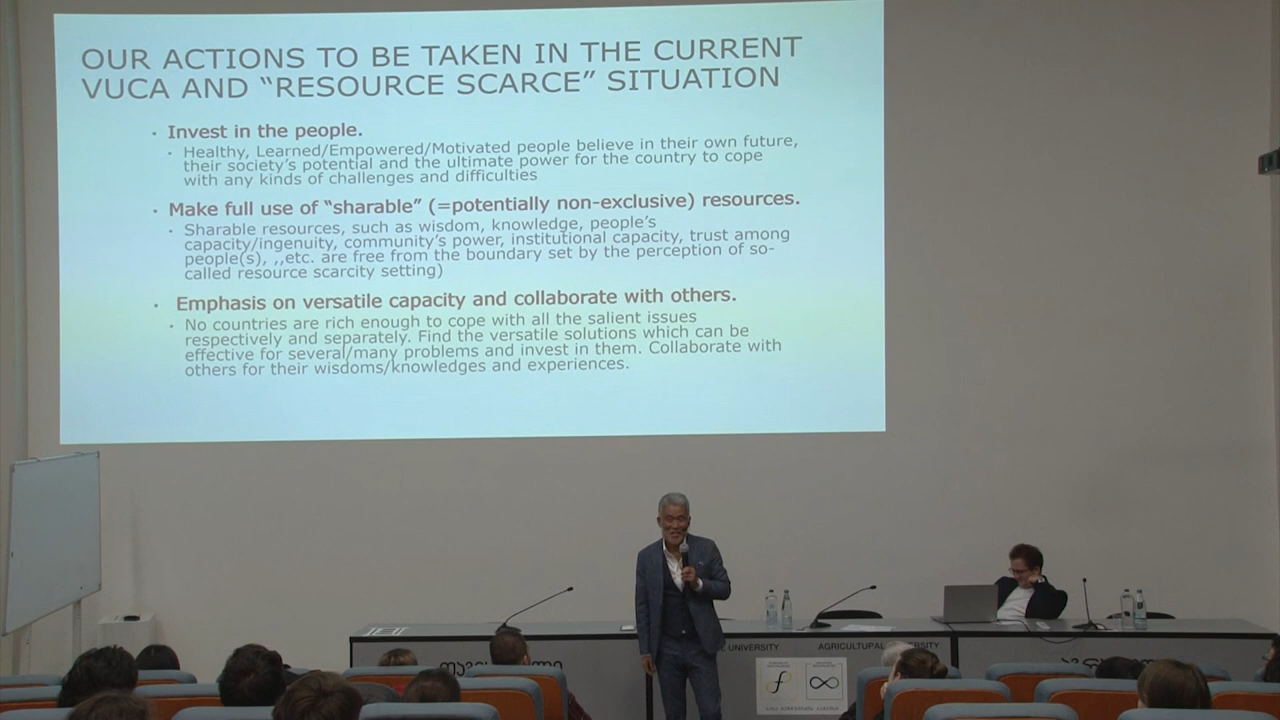 OUR ACTIONS TO BE TAKEN IN THE CURRENT
VUCA AND “RESOURCE SCARCE” SITUATION
• Invest in the people.
• Healthy, Learned/Empowered/Motivated people believe in their own future,
their society’s potential and the ultimate power for the country to cope
with any kinds of challenges and difficulties
• Make full use of “sharable” (=potentially non-exclusive) resources.
• Sharable resources, such as wisdom, knowledge, people’s
capacity/ingenuity, community’s power, institutional capacity, trust among
people(s), ,,etc. are free from the boundary set by the perception of so-
called resource scarcity setting)
• Emphasis on versatile capacity and collaborate with others.
• No countries are rich enough to cope with all the salient issues
respectively and separately. Find the versatile solutions which can be
effective for several/many problems and invest in them. Collaborate with
others for their wisdoms/knowledges and experiences.
UNIVERSITY
AGRICULTURAL UNIVERSITY